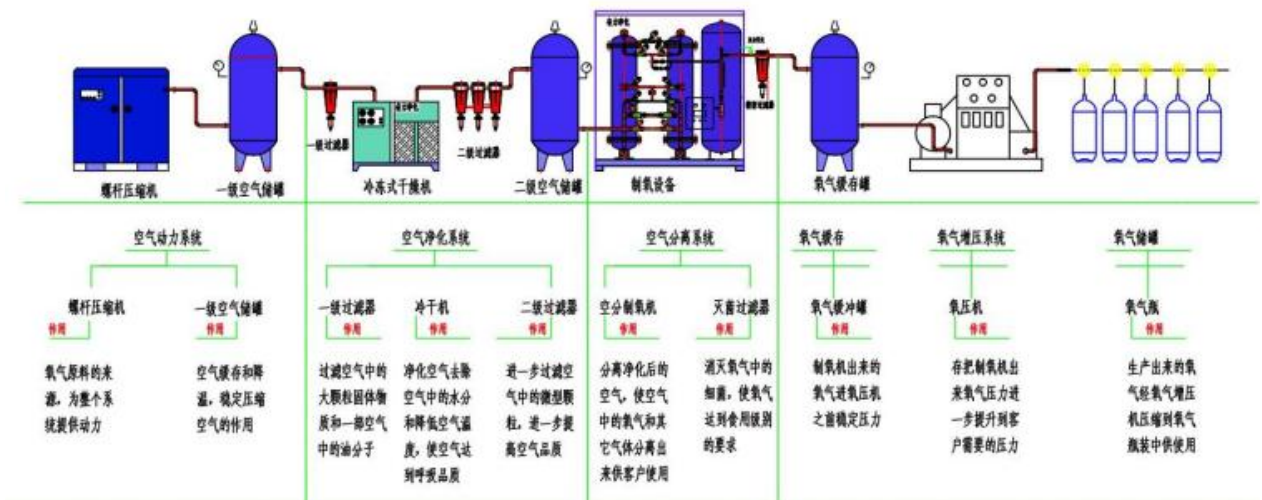 一级过滤器
二级过滤器
螺杆压缩机
一级空气储罐
冷冻式干燥机
二级空气储罐
制氧设备
氧气缓存罐
空气动力系统
空气净化系统
空气分离系统
氧气缓存
氧气增压系统
氧气储罐
螺杆压缩机
一级空气储罐
一级过滤器
冷干机
二级过滤器
空分制氧机
灭菌过滤器
氧气缓冲罐
氧压机
氧气瓶
作用
作用
作用
作用
作用
作用
作用
作用
作用
作用
氧气原料的来
源，为整个系
统提供动力
空气缓存和降
温，稳定压缩
空气的作用
过滤空气中的
大颗粒固体物
质和一部空气
中的油分子
净化空气去除
空气中的水分
和降低空气温
度，使空气达
到呼吸品质
进一步过滤空
气中的微型颗
粒，进一步提
高空气品质
分离净化后的
空气，使空气
中的氧气和其
它气体分离出
来供客户使用
消灭氧气中的
细菌，使氧气
达到食用级别
的要求
制氧机出来的
氧气进氧压机
之前稳定压力
存把制氧机出
来氧气压力进
一步提升到客
户需要的压力
生产出来的氧
气经氧气增压
机压缩到氧气
瓶装中供使用